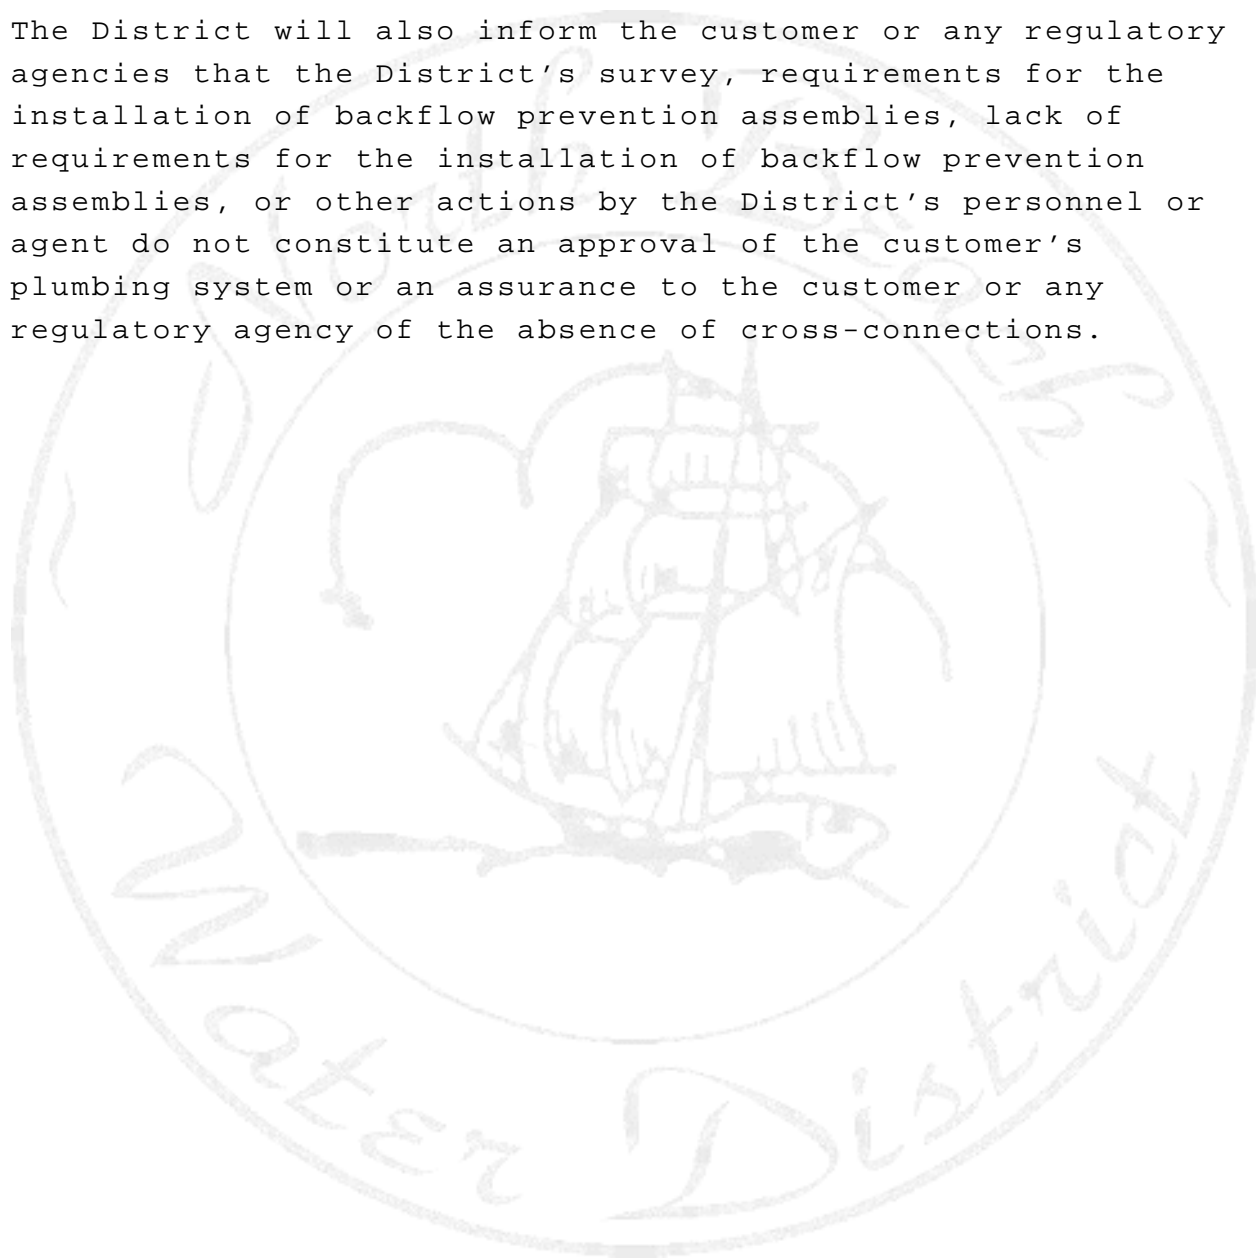 The District will also inform the customer or any regulatory
agencies that the District’s survey, requirements for the
installation of backflow prevention assemblies, lack of
requirements for the installation of backflow prevention
assemblies, or other actions by the District’s personnel or
agent do not constitute an approval of the customer’s
plumbing system or an assurance to the customer or any
regulatory agency of the absence of cross-connections.
North Beach
Water District